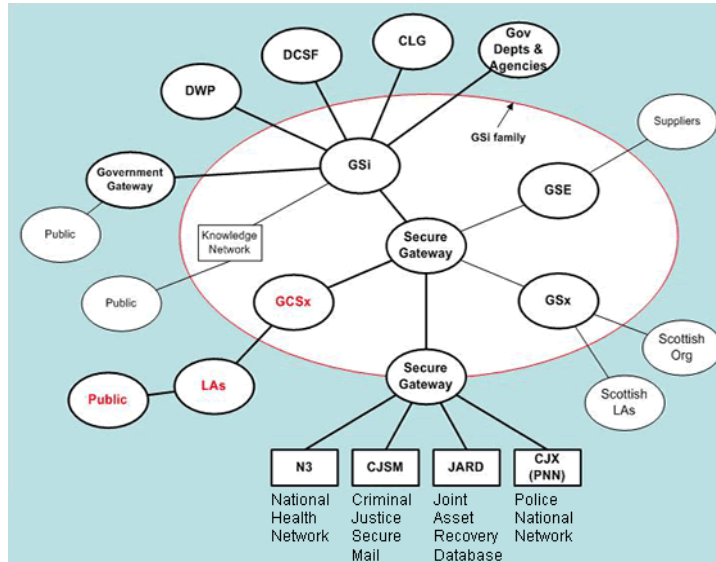 DCSF
CLG
Gov
Depts &
Agencies
DWP
Suppliers
GSi family
GSi
Government
Gateway
GSE
Public
Knowledge
Network
Secure
Gateway
Public
GCSx
GSx
Scottish
Org
LAs
Public
Secure
Gateway
Scottish
LAs
N3
CJSM
JARD
CJX
(PNN)
National
Health
Network
Criminal
Justice
Secure
Mail
Joint
Asset
Recovery
Database
Police
National
Network